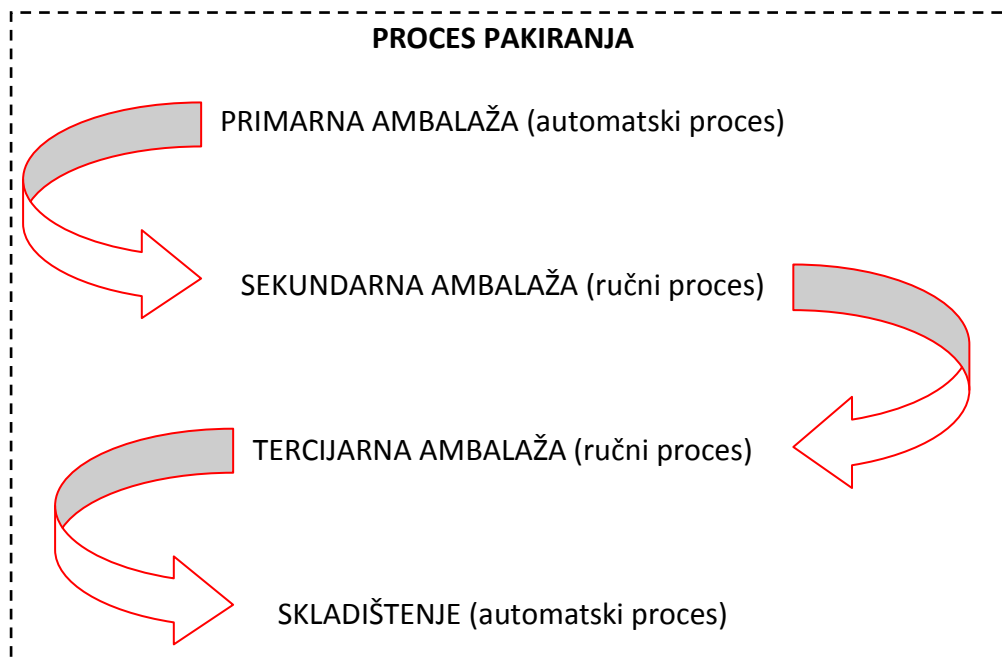 PROCES PAKIRANJA
PRIMARNA AMBALAŽA (automatski proces)
SEKUNDARNA AMBALAŽA (ručni proces)
TERCIJARNA AMBALAŽA (ručni proces)
SKLADIŠTENJE (automatski proces)